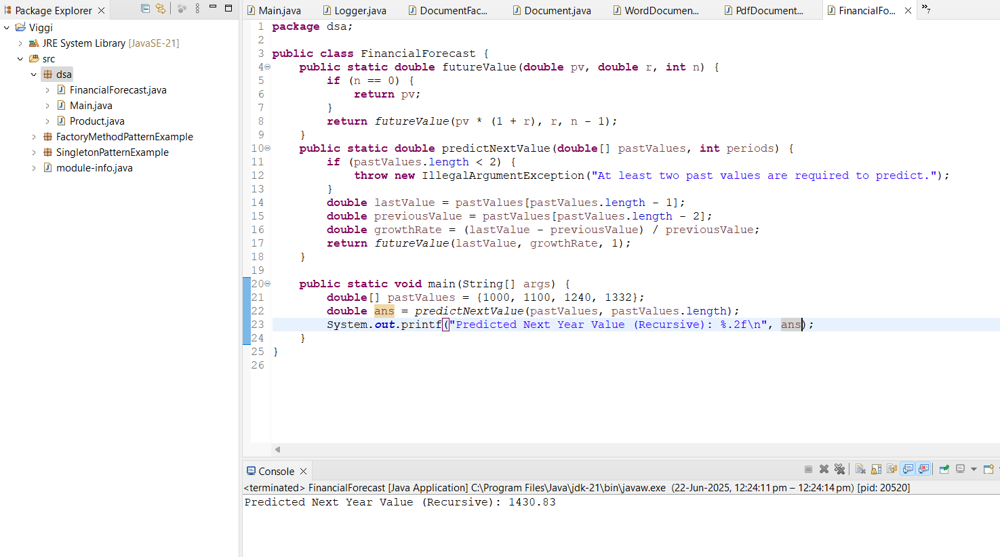 Package Explorer
Viggi
JRE System Library [JavaSE-21]
src
dsa
FinancialForecast.java
Main.java
Product.java
FactoryMethodPatternExample
SingletonPatternExample
module-info.java
Main.java Logger.java DocumentFac... Document.java WordDocumen... PdfDocument... FinancialFo... »7
1 package dsa;
2
3 public class FinancialForecast {
4 public static double futureValue(double pv, double r, int n) {
5 if (n == 0) {
6 return pv;
7 }
8 return futureValue(pv * (1 + r), r, n - 1);
9 }
10 public static double predictNextValue(double[] pastValues, int periods) {
11 if (pastValues.length < 2) {
12 throw new IllegalArgumentException("At least two past values are required to predict.");
13 }
14 double lastValue = pastValues[pastValues.length - 1];
15 double previousValue = pastValues[pastValues.length - 2];
16 double growthRate = (lastValue - previousValue) / previousValue;
17 return futureValue(lastValue, growthRate, 1);
18 }
19
20 public static void main(String[] args) {
21 double[] pastValues = {1000, 1100, 1240, 1332};
22 double ans = predictNextValue(pastValues, pastValues.length);
23 System.out.printf("Predicted Next Year Value (Recursive): %.2f\n", ans);
24 }
25 }
26
Console
<terminated> FinancialForecast [Java Application] C:\Program Files\Java\jdk-21\bin\javaw.exe (22-Jun-2025, 12:24:11 pm – 12:24:14 pm) [pid: 20520]
Predicted Next Year Value (Recursive): 1430.83